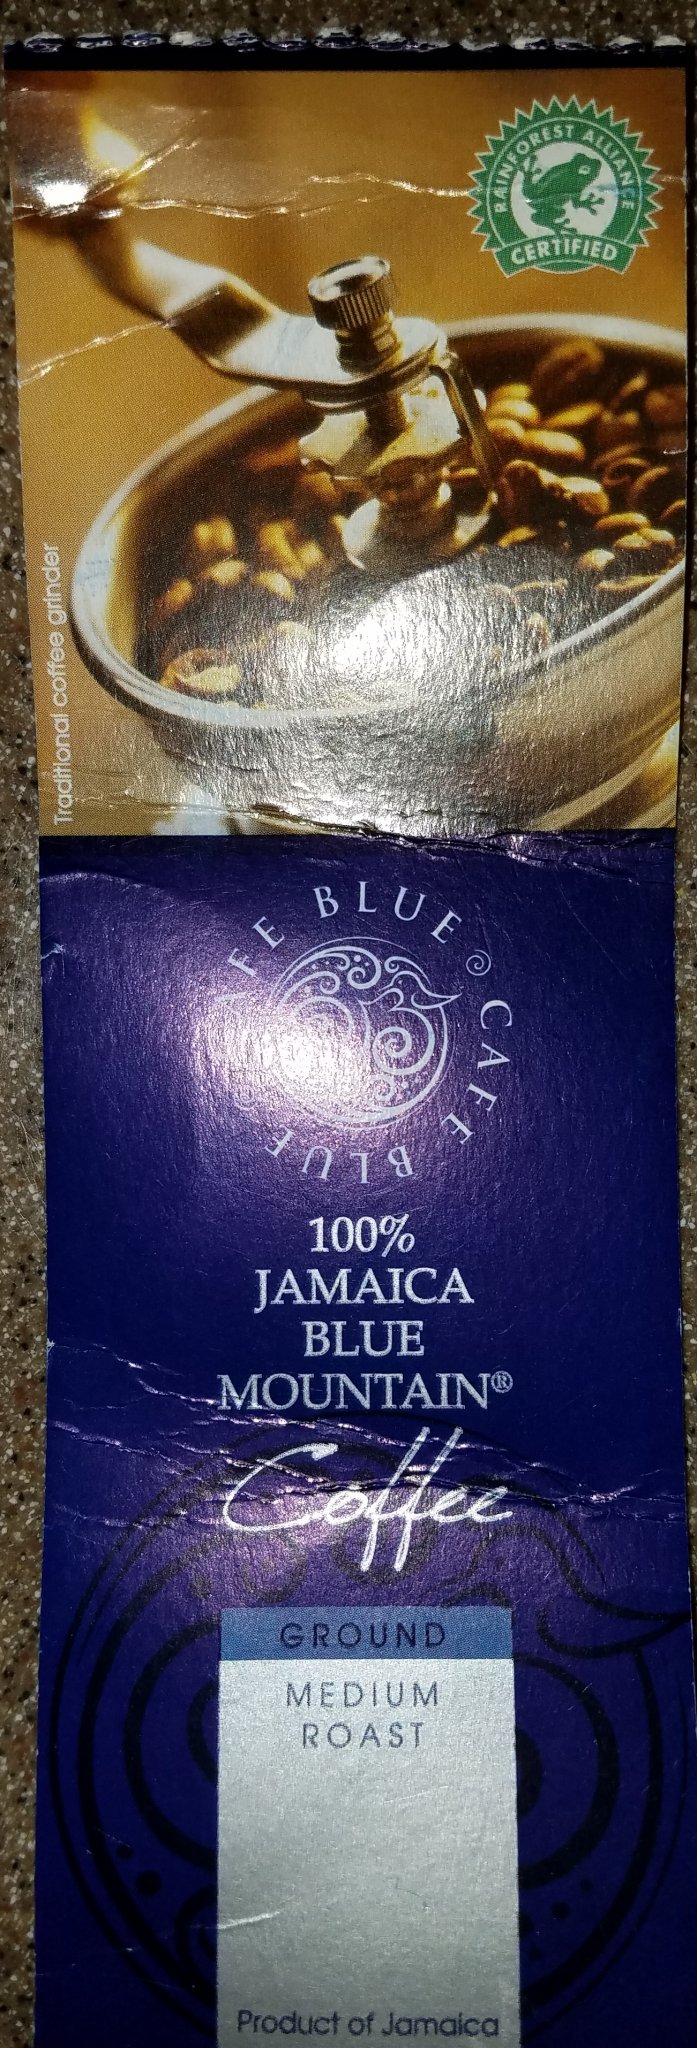 RAINFOREST ALLIANCE
CERTIFIED
Traditional coffee grinder
BLUE CAFE BLUE
100%
JAMAICA
BLUE
MOUNTAIN®
Coffee
GROUND
MEDIUM
ROAST
Product of Jamaica